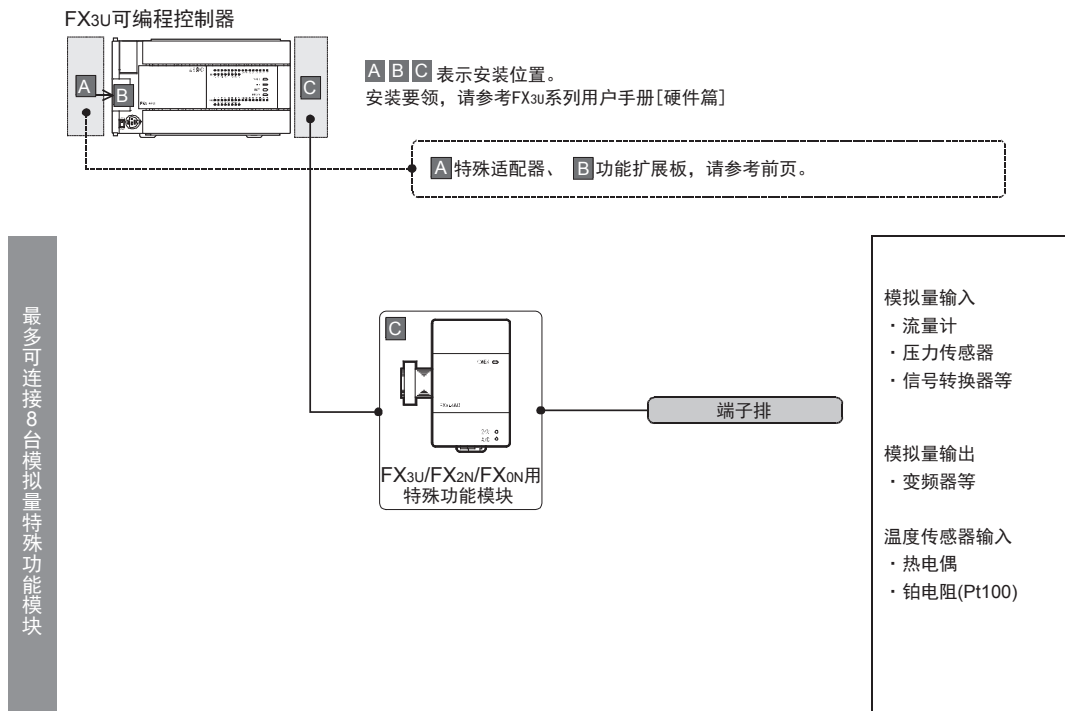 FX3U可编程控制器
A
B
C
A B C 表示安装位置。
安装要领，请参考FX3U系列用户手册[硬件篇]
A特殊适配器、 B功能扩展板，请参考前页。
最多可连接8台模拟量特殊功能模块
C
FX3U/FX2N/FX0N用
特殊功能模块
端子排
模拟量输入
・流量计
・压力传感器
・信号转换器等
模拟量输出
・变频器等
温度传感器输入
・热电偶
・铂电阻(Pt100)